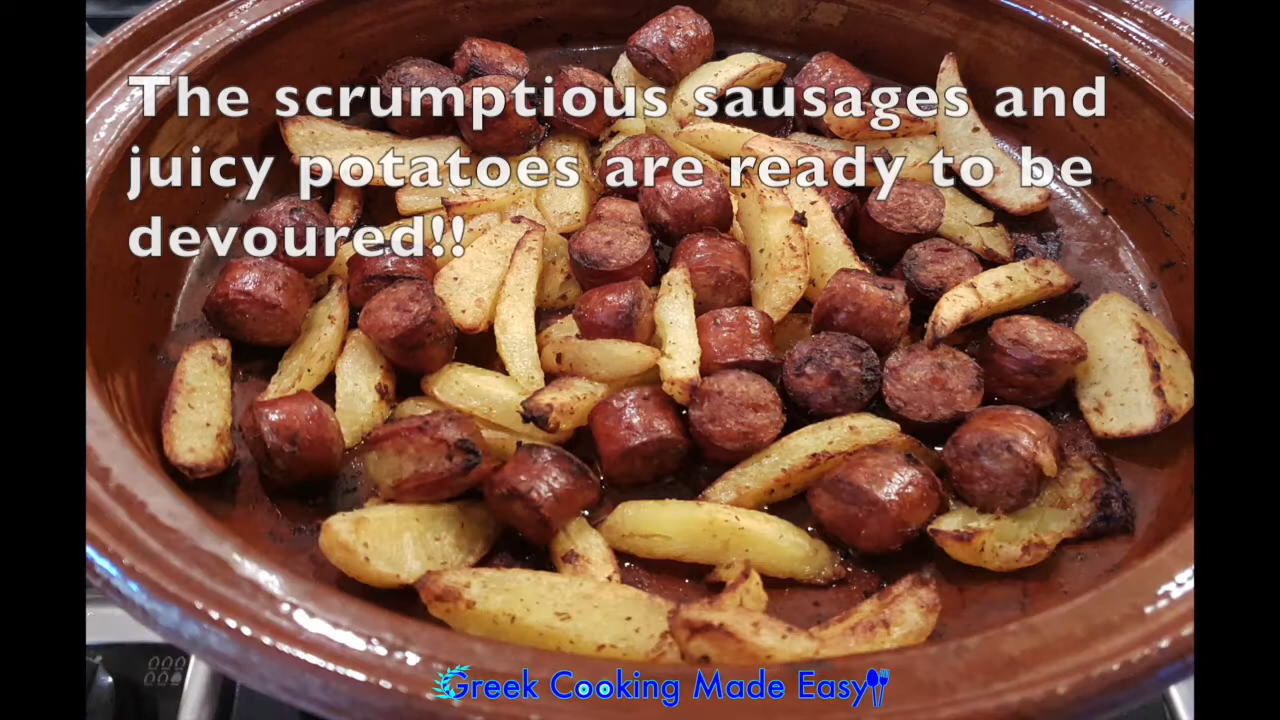 The scrumptious sausages and
juicy potatoes are ready to be
devoured!!
Greek Cooking Made Easy